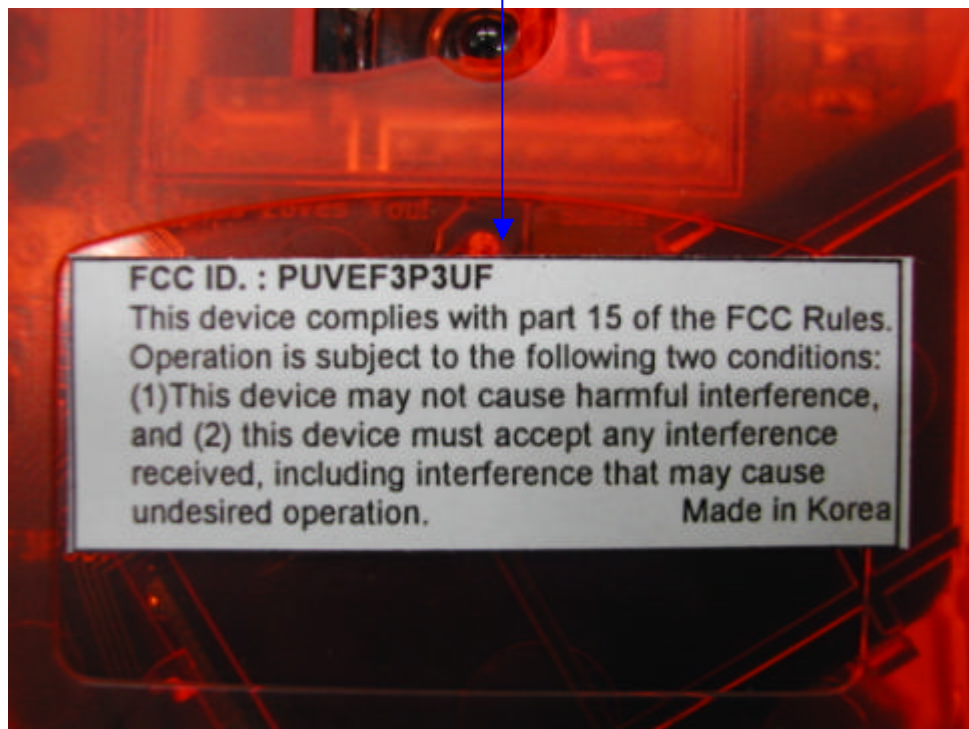 FCC ID. : PUVEF3P3UF
This device complies with part 15 of the FCC Rules.
Operation is subject to the following two conditions:
(1)This device may not cause harmful interference,
and (2) this device must accept any interference
received, including interference that may cause
undesired operation. Made in Korea